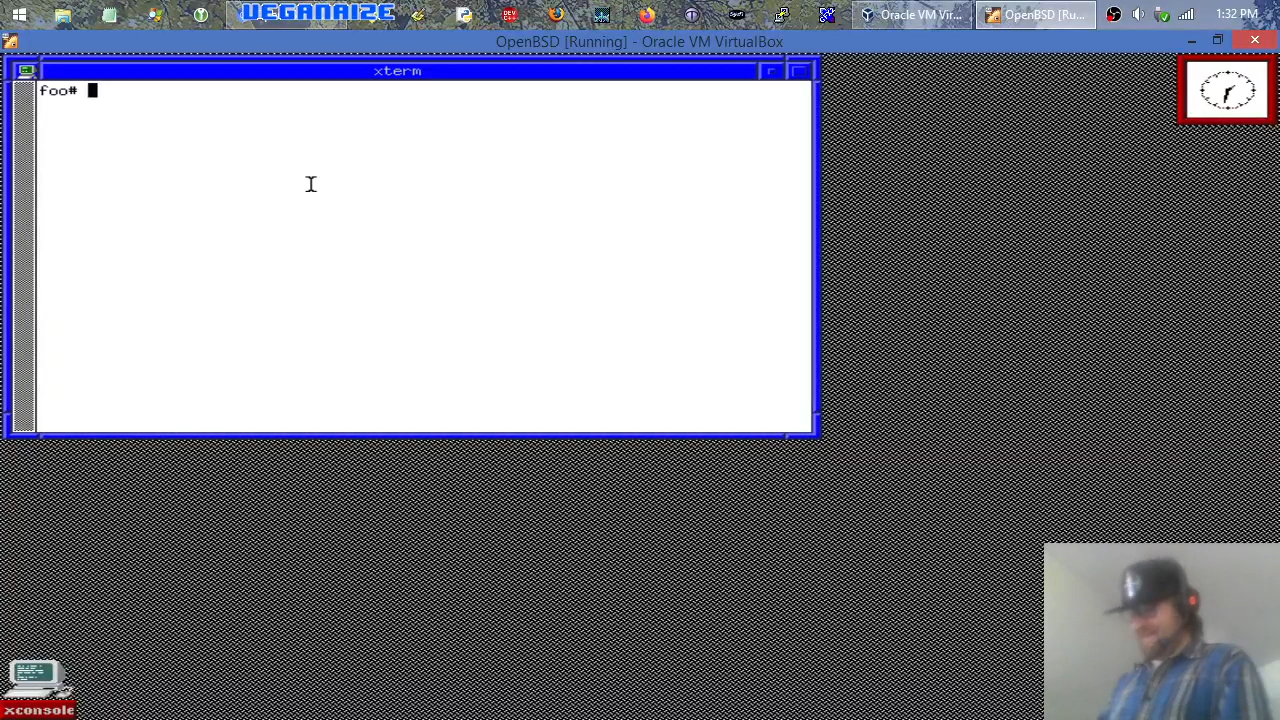 VEGANAIZE
Oracle VM Vir...
OpenBSD [Ru...
1:32 PM
OpenBSD [Running] - Oracle VM VirtualBox
xterm
foo#
xconsole